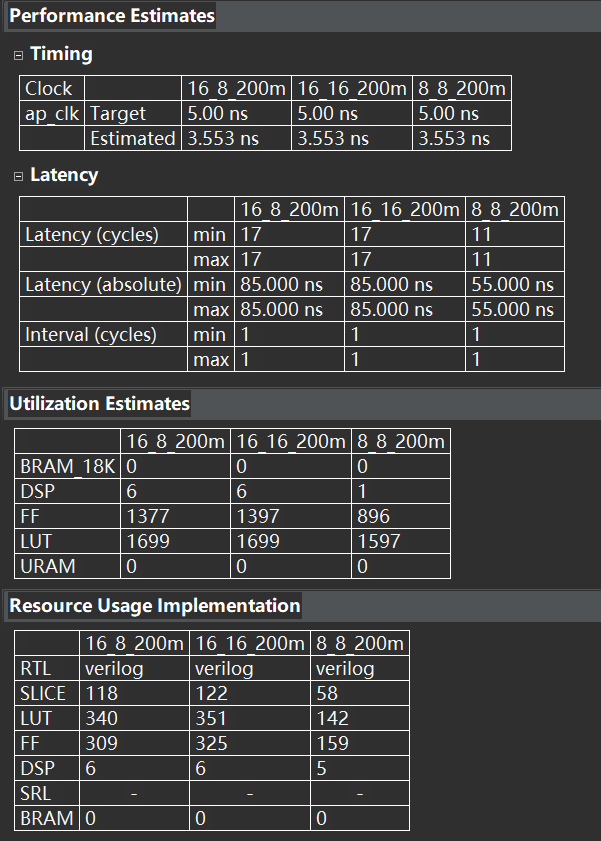 Performance Estimates
Timing
Clock 16_8_200m 16_16_200m 8_8_200m
ap_clk Target 5.00 ns 5.00 ns 5.00 ns
Estimated 3.553 ns 3.553 ns 3.553 ns
Latency
16_8_200m 16_16_200m 8_8_200m
Latency (cycles) min 17 17 11
max 17 17 11
Latency (absolute) min 85.000 ns 85.000 ns 55.000 ns
max 85.000 ns 85.000 ns 55.000 ns
Interval (cycles) min 1 1 1
max 1 1 1
Utilization Estimates
16_8_200m 16_16_200m 8_8_200m
BRAM_18K 0 0 0
DSP 6 6 1
FF 1377 1397 896
LUT 1699 1699 1597
URAM 0 0 0
Resource Usage Implementation
16_8_200m 16_16_200m 8_8_200m
RTL verilog verilog verilog
SLICE 118 122 58
LUT 340 351 142
FF 309 325 159
DSP 6 6 5
SRL - - -
BRAM 0 0 0